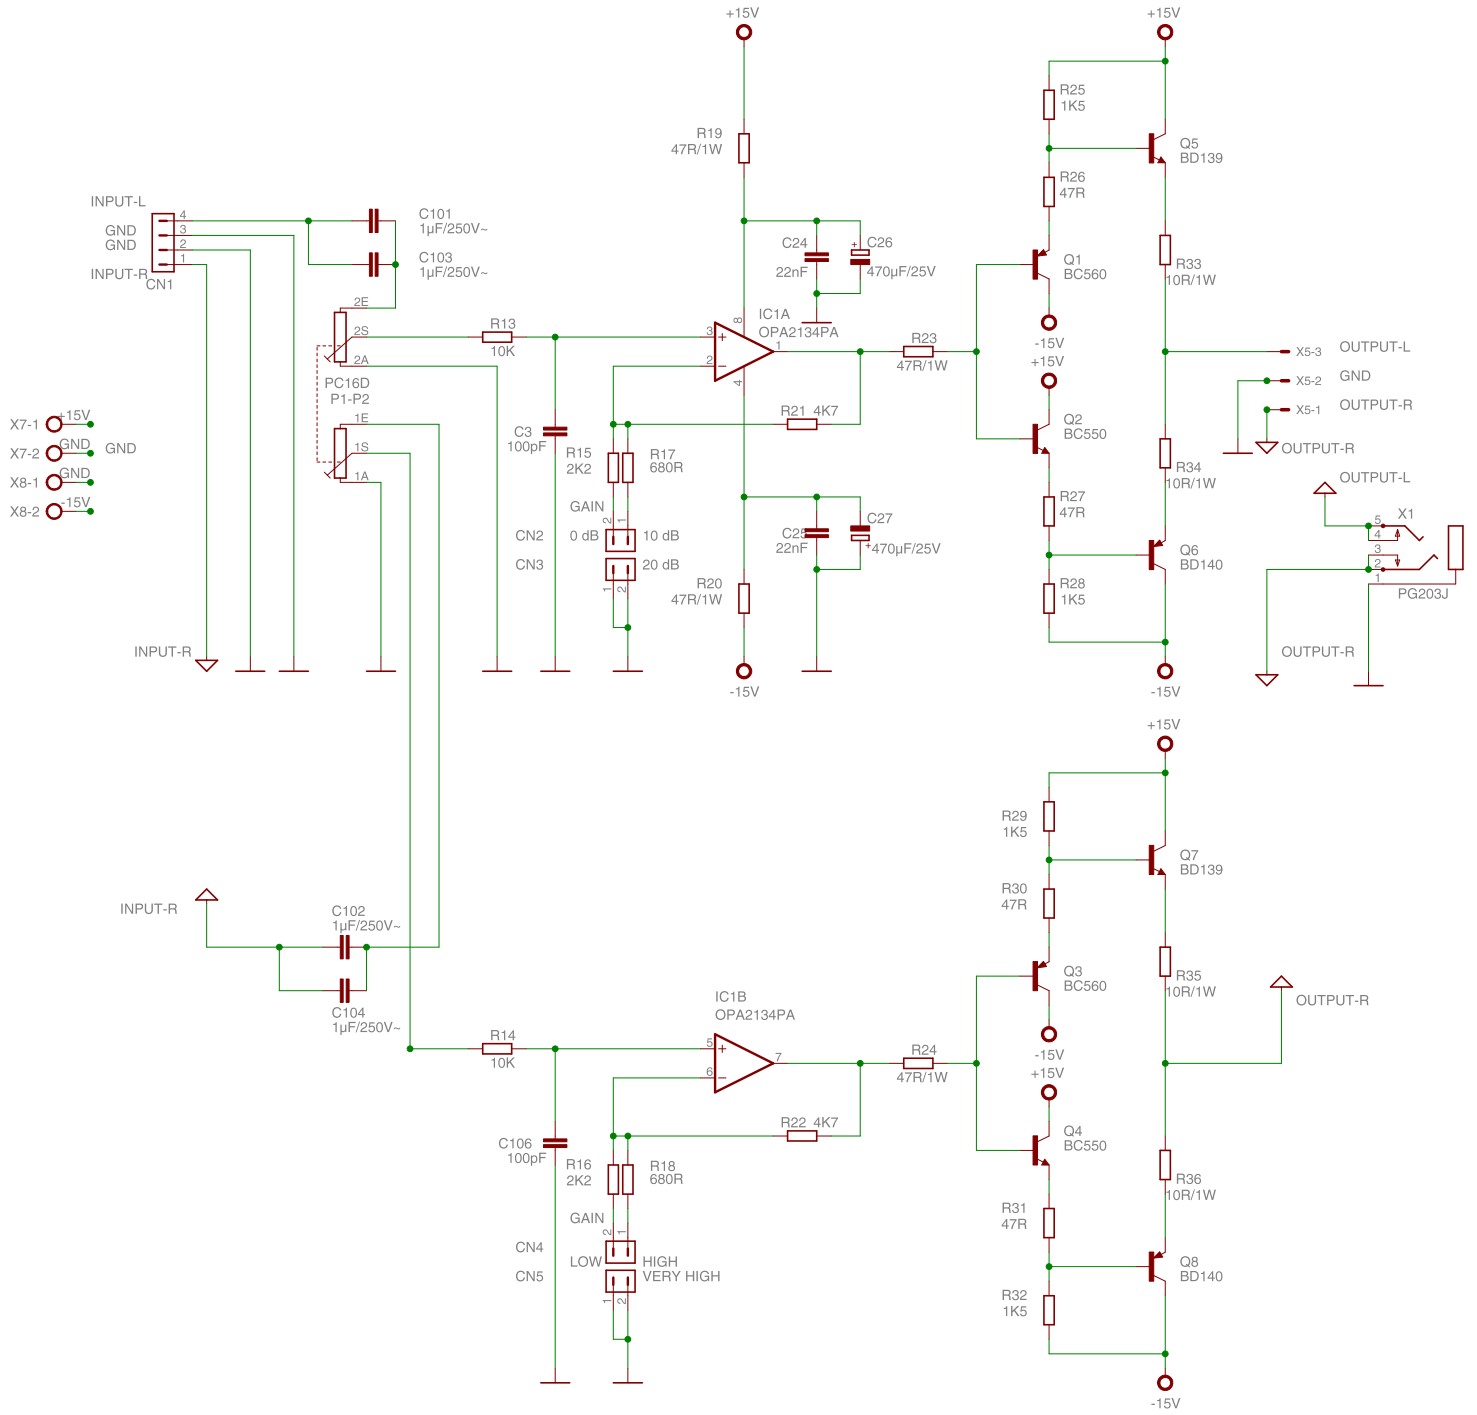 +15V
+15V
R25
1K5
R19
47R/1W
Q5
BD139
R26
47R
INPUT-L
4
GND
3
GND
2
INPUT-R
1
CN1
C101
1µF/250V~
C103
1µF/250V~
C24
22nF
+
C26
470µF/25V
Q1
BC560
R33
10R/1W
2E
2S
2A
R13
10K
3
+
2
−
8
4
1
IC1A
OPA2134PA
R23
47R/1W
-15V
+15V
X5-3 OUTPUT-L
X5-2 GND
X5-1 OUTPUT-R
OUTPUT-R
PC16D
P1-P2
1E
1S
1A
X7-1 +15V
X7-2 GND GND
X8-1 GND
X8-2 -15V
R21 4K7
Q2
BC550
C3
100pF
R15
2K2
R17
680R
R34
10R/1W
OUTPUT-L
GAIN
2 1
CN2 0 dB 10 dB
CN3 20 dB
1 2
C25
22nF
C27
+
470µF/25V
R27
47R
Q6
BD140
X1
5
4
3
2
1
PG203J
R20
47R/1W
R28
1K5
INPUT-R
OUTPUT-R
-15V
-15V
+15V
R29
1K5
Q7
BD139
R30
47R
INPUT-R
C102
1µF/250V~
C104
1µF/250V~
Q3
BC560
R35
10R/1W
OUTPUT-R
IC1B
OPA2134PA
R14
10K
5
+
6
−
7
R24
47R/1W
-15V
+15V
R22 4K7
Q4
BC550
C106
100pF
R16
2K2
R18
680R
R36
10R/1W
GAIN
2 1
CN4 LOW HIGH
CN5 VERY HIGH
1 2
R31
47R
Q8
BD140
R32
1K5
-15V